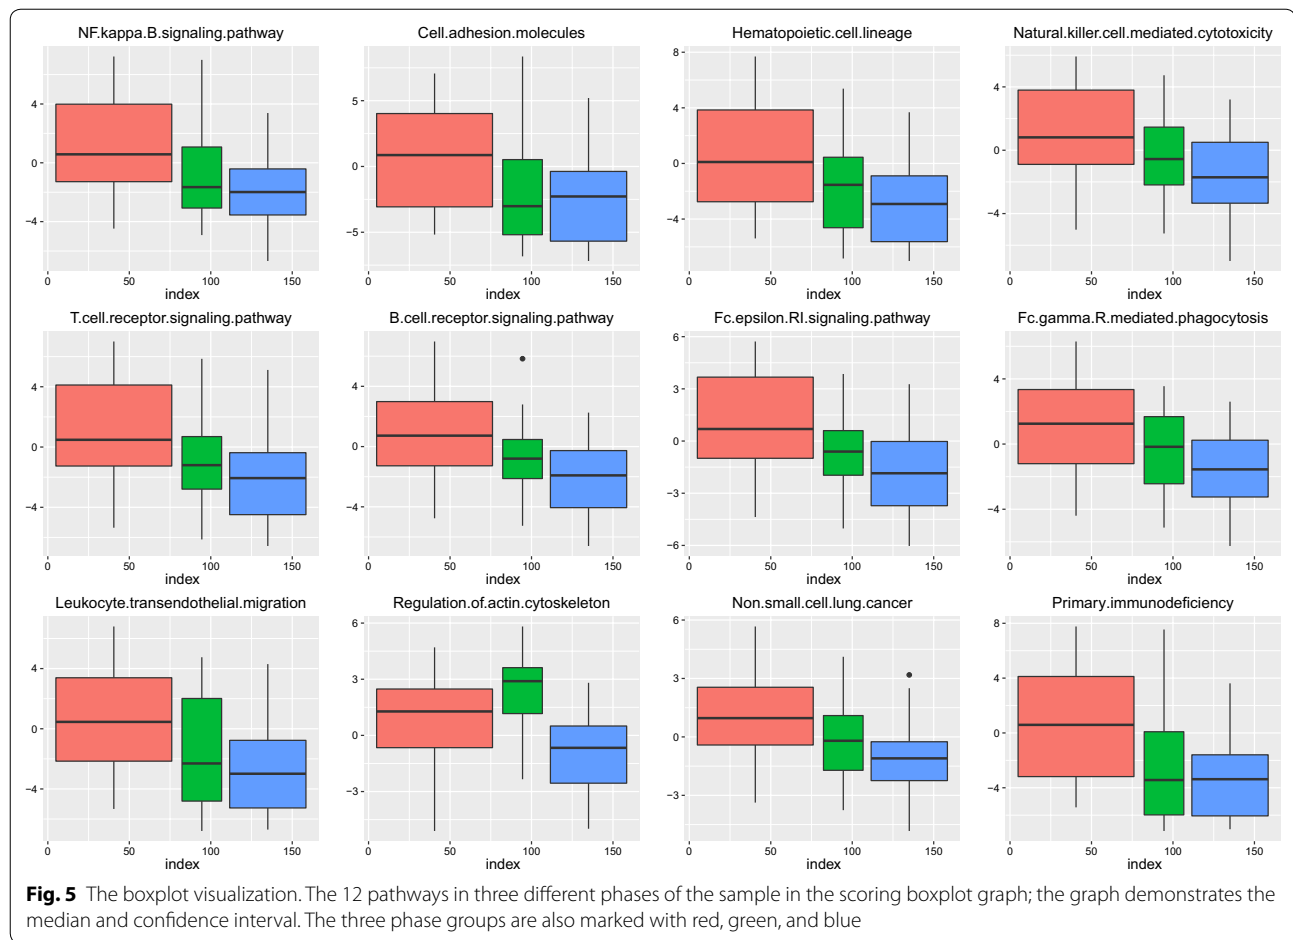 NF.kappa.B.signaling.pathway
Cell.adhesion.molecules
Hematopoietic.cell.lineage
Natural.killer.cell.mediated.cytotoxicity
4
0
−4
0 50 100 150
index
5
0
−5
0 50 100 150
index
8
4
0
−4
0 50 100 150
index
4
0
−4
0 50 100 150
index
T.cell.receptor.signaling.pathway
B.cell.receptor.signaling.pathway
Fc.epsilon.RI.signaling.pathway
Fc.gamma.R.mediated.phagocytosis
4
0
−4
0 50 100 150
index
4
0
−4
0 50 100 150
index
6
3
0
−3
−6
0 50 100 150
index
4
0
−4
0 50 100 150
index
Leukocyte.transendothelial.migration
Regulation.of.actin.cytoskeleton
Non.small.cell.lung.cancer
Primary.immunodeficiency
4
0
−4
0 50 100 150
index
6
3
0
−3
0 50 100 150
index
6
3
0
−3
0 50 100 150
index
8
4
0
−4
0 50 100 150
index
Fig. 5 The boxplot visualization. The 12 pathways in three different phases of the sample in the scoring boxplot graph; the graph demonstrates the
median and confidence interval. The three phase groups are also marked with red, green, and blue